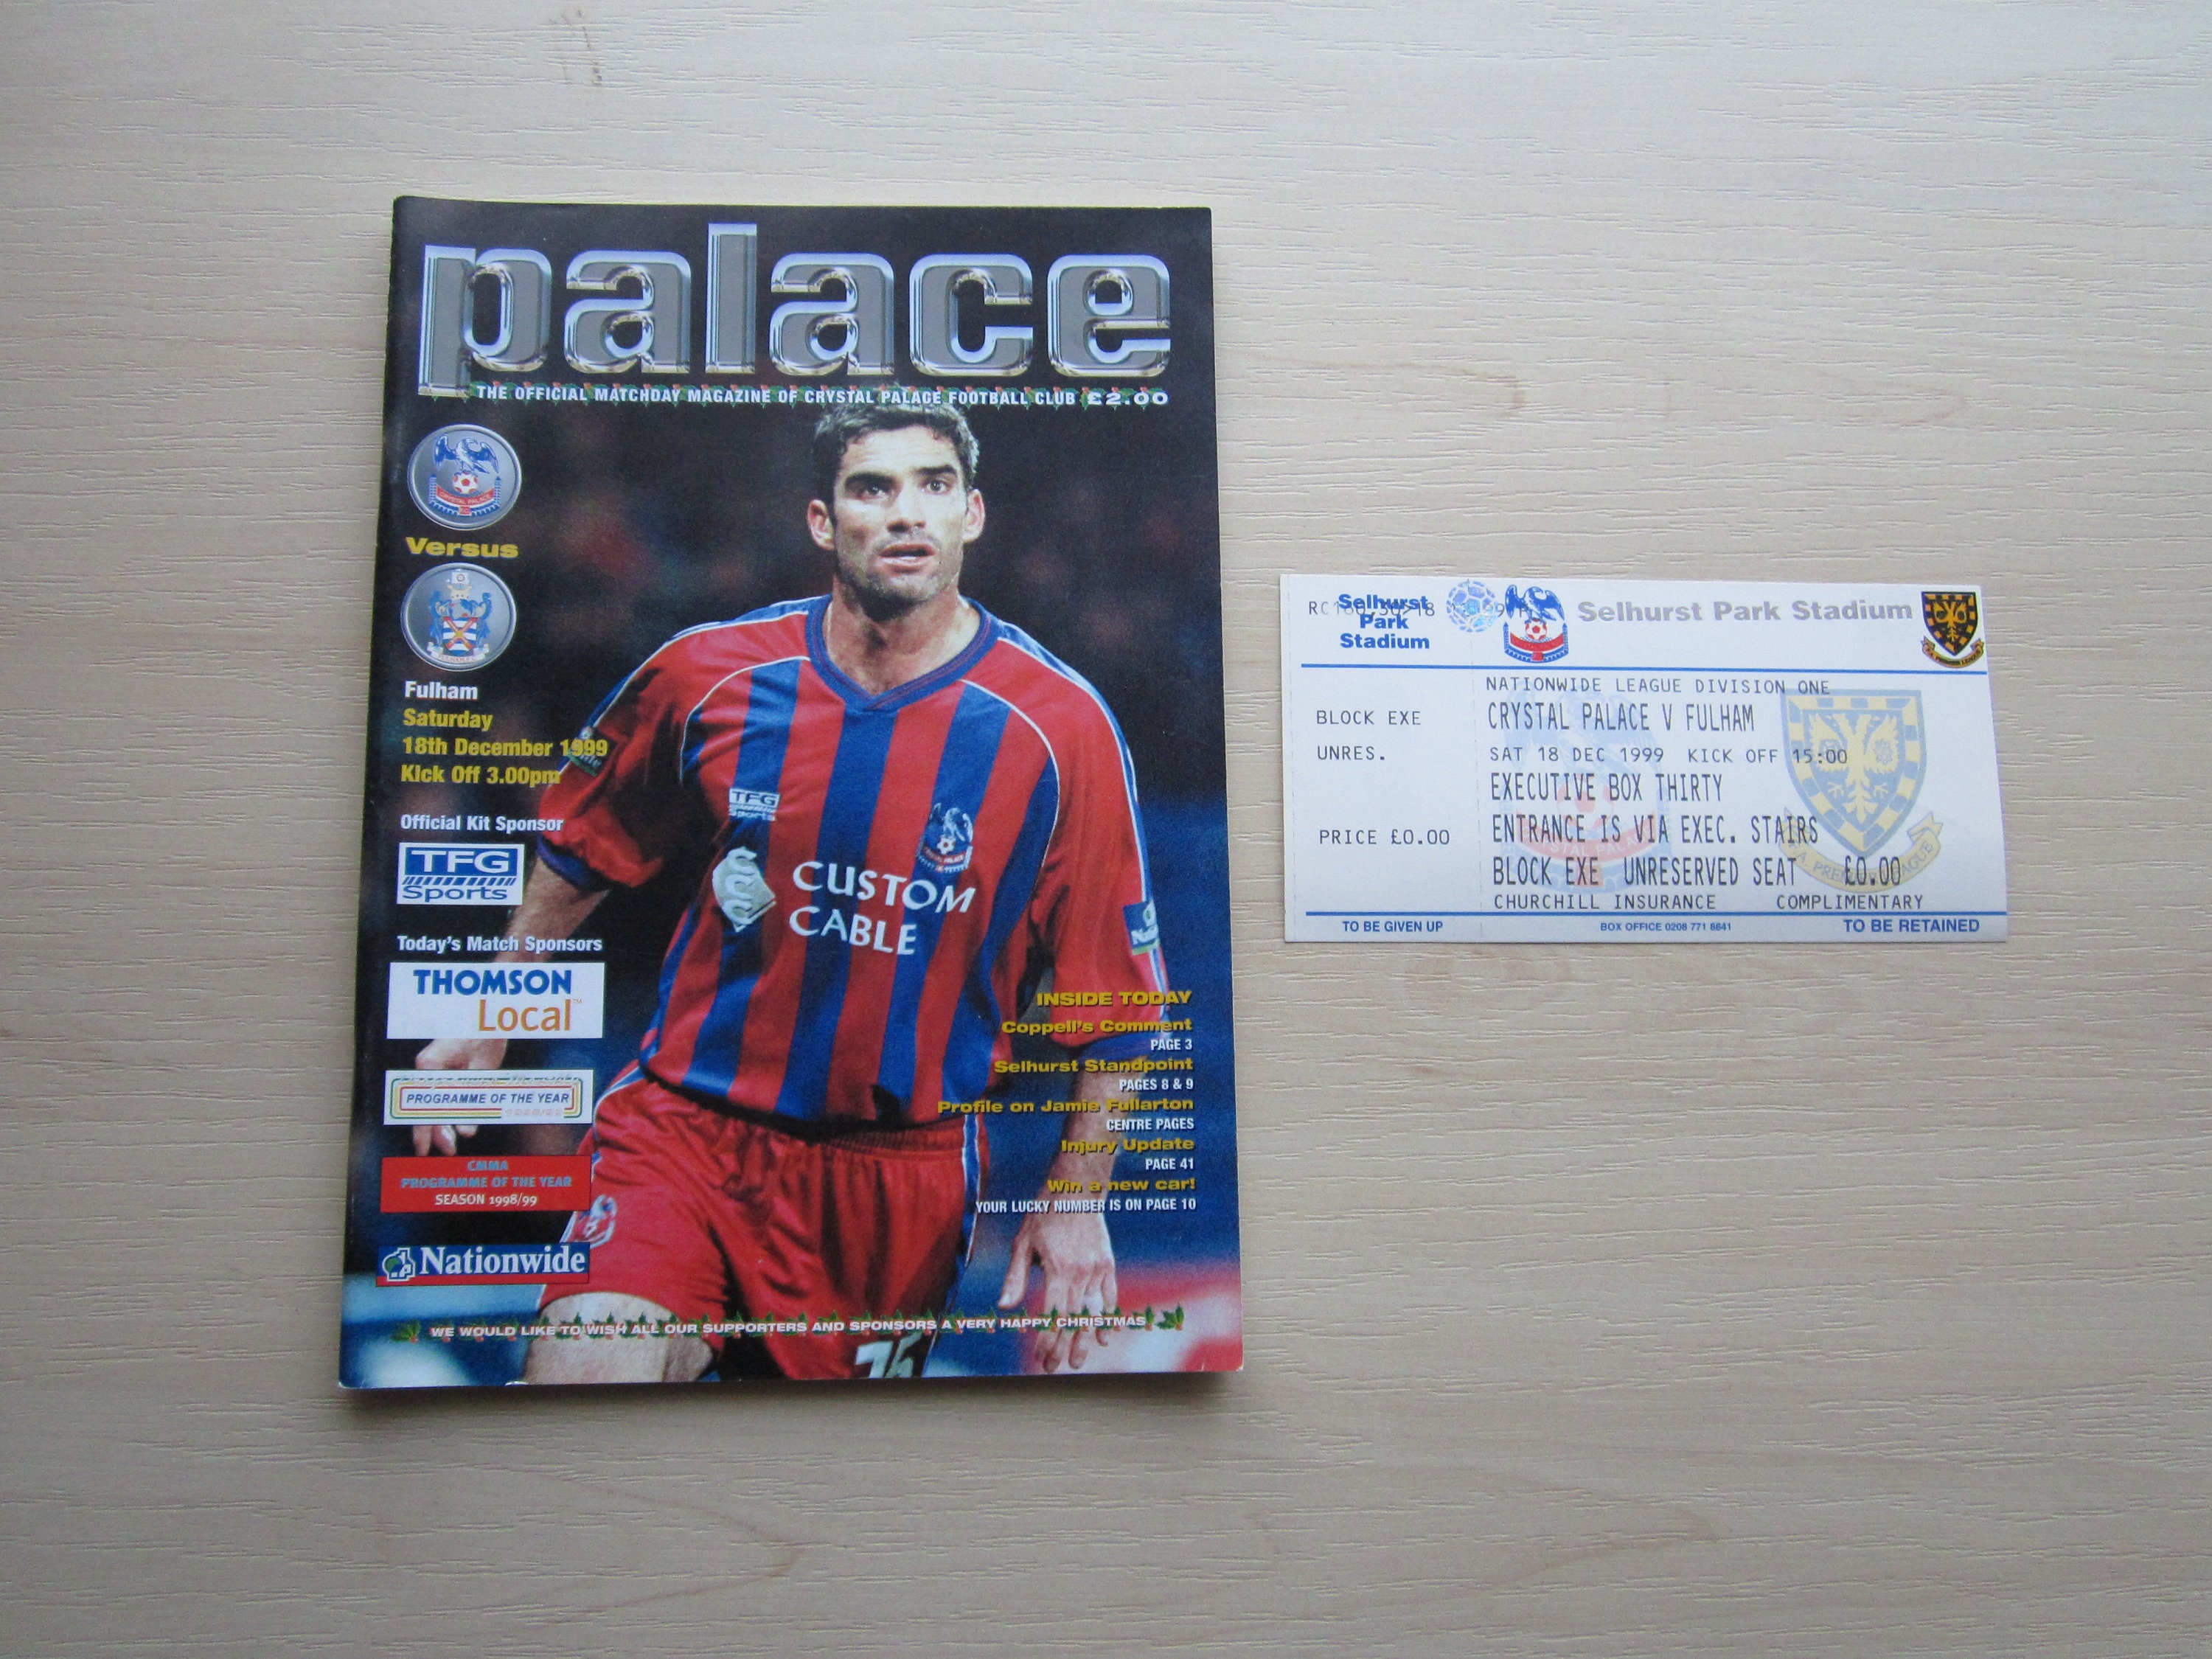 palace
THE OFFICIAL MATCHDAY MAGAZINE OF CRYSTAL PALACE FOOTBALL CLUB £2.00
CRYSTAL PALACE
Versus
Fulham
Saturday
18th December 1999
Kick Off 3.00pm
Official Kit Sponsor
TFG
Sports
Today's Match Sponsors
THOMSON
Local™
PROGRAMME OF THE YEAR
CMMA
PROGRAMME OF THE YEAR
SEASON 1998/99
Nationwide
TFG
Sports
CUSTOM
CABLE
INSIDE TODAY
Coppell's Comment
PAGE 3
Selhurst Standpoint
PAGES 8 & 9
Profile on Jamie Fullarton
CENTRE PAGES
Injury Update
PAGE 41
Win a new car!
YOUR LUCKY NUMBER IS ON PAGE 10
WE WOULD LIKE TO WISH ALL OUR SUPPORTERS AND SPONSORS A VERY HAPPY CHRISTMAS
Selhurst
Park
Stadium
Selhurst Park Stadium
BLOCK EXE
UNRES.
PRICE £0.00
TO BE GIVEN UP
NATIONWIDE LEAGUE DIVISION ONE
CRYSTAL PALACE V FULHAM
SAT 18 DEC 1999 KICK OFF 15:00
EXECUTIVE BOX THIRTY
ENTRANCE IS VIA EXEC. STAIRS
BLOCK EXE UNRESERVED SEAT £0.00
CHURCHILL INSURANCE COMPLIMENTARY
BOX OFFICE 0208 771 8841
TO BE RETAINED